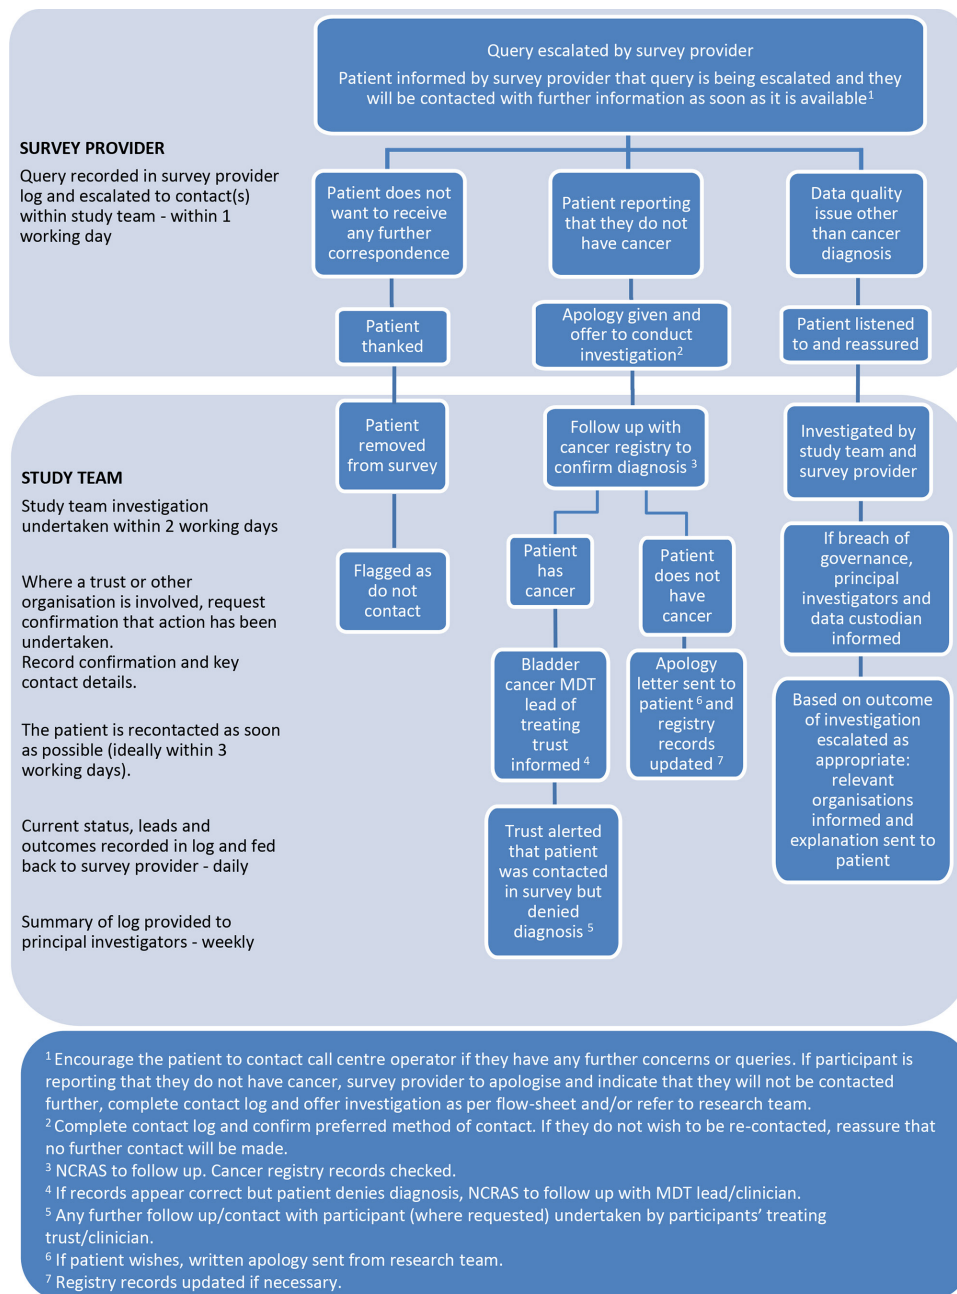 Query escalated by survey provider
Patient informed by survey provider that query is being escalated and they
will be contacted with further information as soon as it is available¹
SURVEY PROVIDER
Query recorded in survey provider
log and escalated to contact(s)
within study team - within 1
working day
Patient does not
want to receive
any further
correspondence
Patient reporting
that they do not
have cancer
Data quality
issue other
than cancer
diagnosis
Patient
thanked
Apology given and
offer to conduct
investigation²
Patient listened
to and reassured
STUDY TEAM
Study team investigation
undertaken within 2 working days
Where a trust or other
organisation is involved, request
confirmation that action has been
undertaken.
Record confirmation and key
contact details.
The patient is recontacted as soon
as possible (ideally within 3
working days).
Current status, leads and
outcomes recorded in log and fed
back to survey provider - daily
Summary of log provided to
principal investigators - weekly
Patient
removed
from survey
Flagged as
do not
contact
Follow up with
cancer registry to
confirm diagnosis ³
Patient
has
cancer
Bladder
cancer MDT
lead of
treating
trust
informed ⁴
Trust alerted
that patient
was contacted
in survey but
denied
diagnosis ⁵
Patient
does not
have
cancer
Apology
letter sent to
patient ⁶ and
registry
records
updated ⁷
Investigated by
study team and
survey provider
If breach of
governance,
principal
investigators and
data custodian
informed
Based on outcome
of investigation
escalated as
appropriate:
relevant
organisations
informed and
explanation sent to
patient
¹ Encourage the patient to contact call centre operator if they have any further concerns or queries. If participant is
reporting that they do not have cancer, survey provider to apologise and indicate that they will not be contacted
further, complete contact log and offer investigation as per flow-sheet and/or refer to research team.
² Complete contact log and confirm preferred method of contact. If they do not wish to be re-contacted, reassure that
no further contact will be made.
³ NCRAS to follow up. Cancer registry records checked.
⁴ If records appear correct but patient denies diagnosis, NCRAS to follow up with MDT lead/clinician.
⁵ Any further follow up/contact with participant (where requested) undertaken by participants’ treating
trust/clinician.
⁶ If patient wishes, written apology sent from research team.
⁷ Registry records updated if necessary.